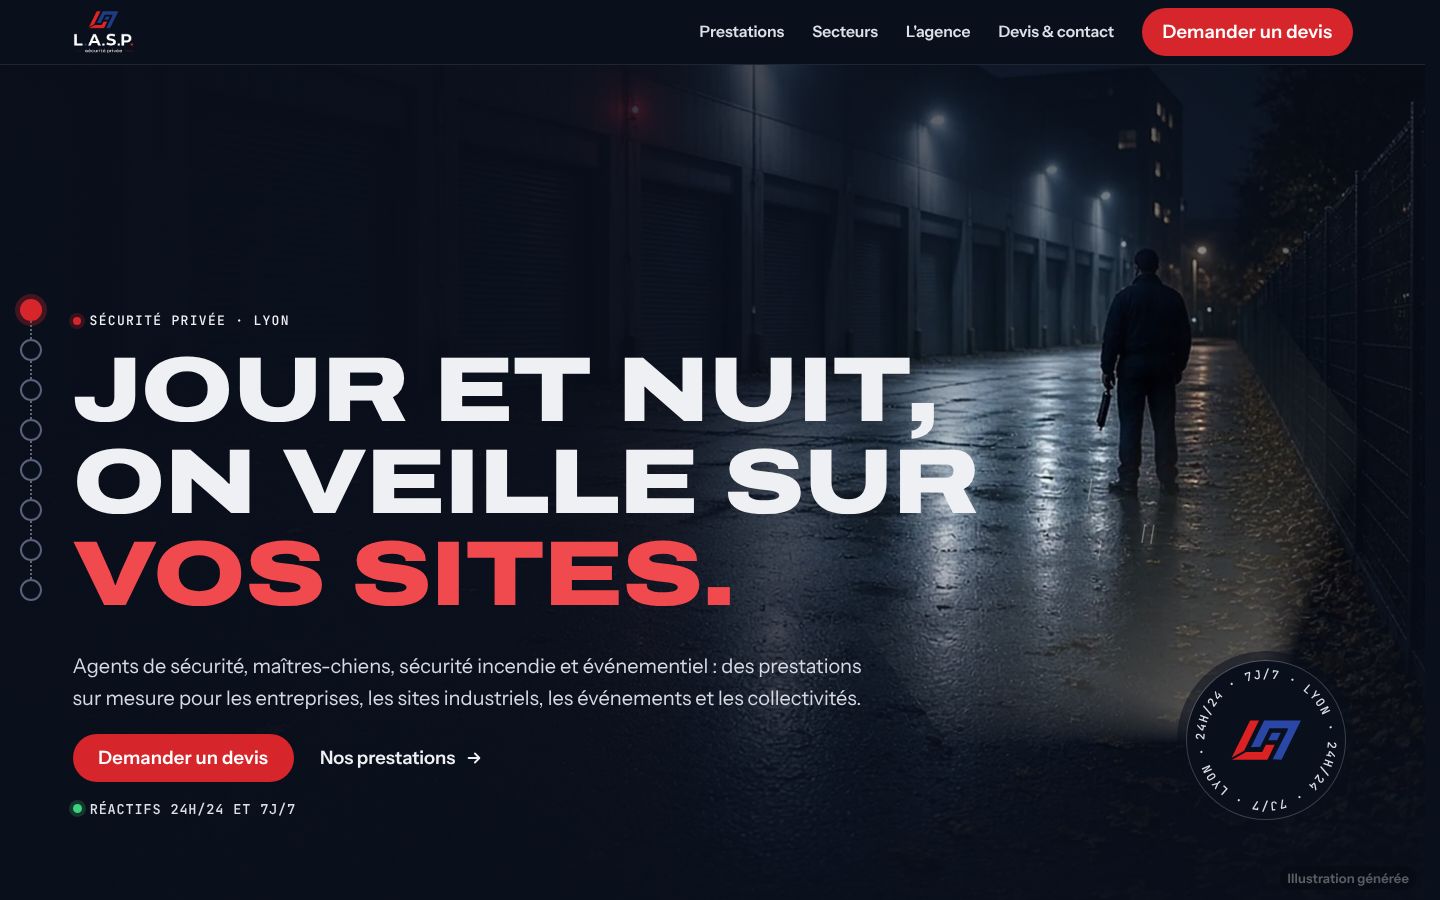 L.A.S.P.
sécurité privée
Prestations
Secteurs
L'agence
Devis & contact
Demander un devis
SÉCURITÉ PRIVÉE · LYON
JOUR ET NUIT,
ON VEILLE SUR
VOS SITES.
Agents de sécurité, maîtres-chiens, sécurité incendie et événementiel : des prestations
sur mesure pour les entreprises, les sites industriels, les événements et les collectivités.
Demander un devis
Nos prestations →
RÉACTIFS 24H/24 ET 7J/7
24H/24 · 7J/7 · LYON · 24H/24 · 7J/7 · LYON ·
Illustration générée